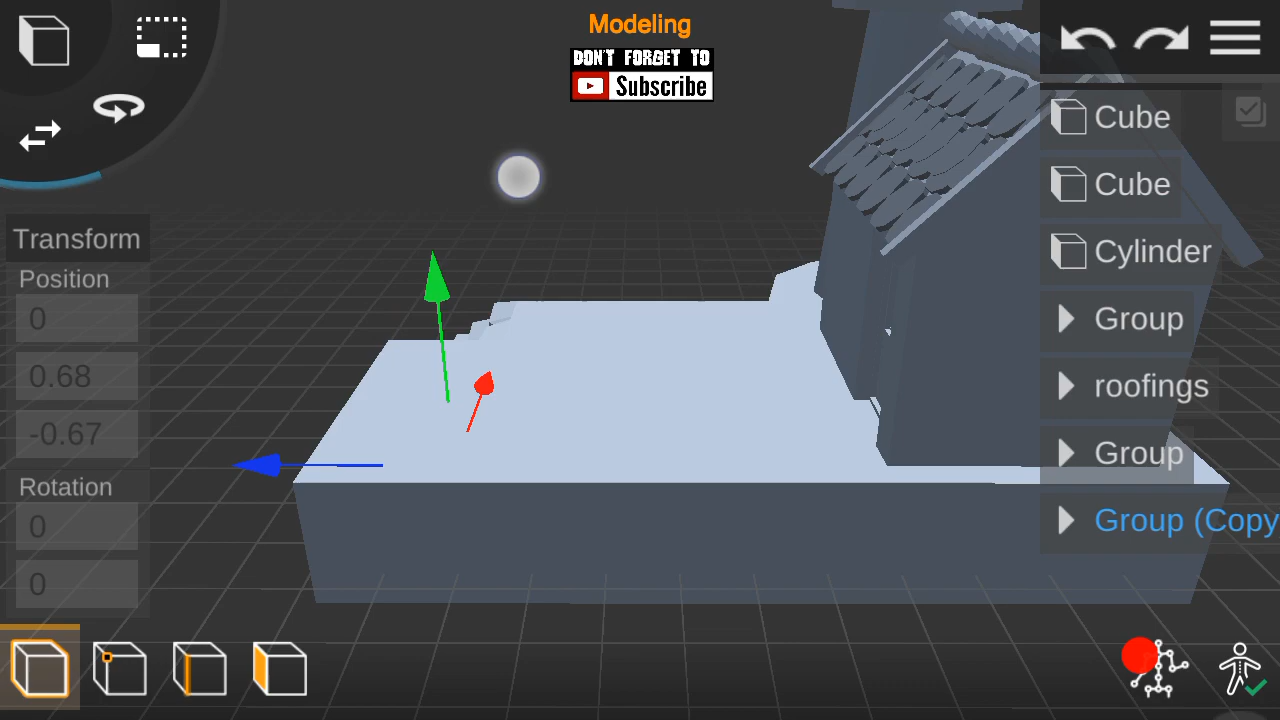 Modeling
DON'T FORGET TO
Subscribe
Cube
Cube
Cylinder
Group
roofings
Group
Group (Copy
Transform
Position
0
0.68
-0.67
Rotation
0
0